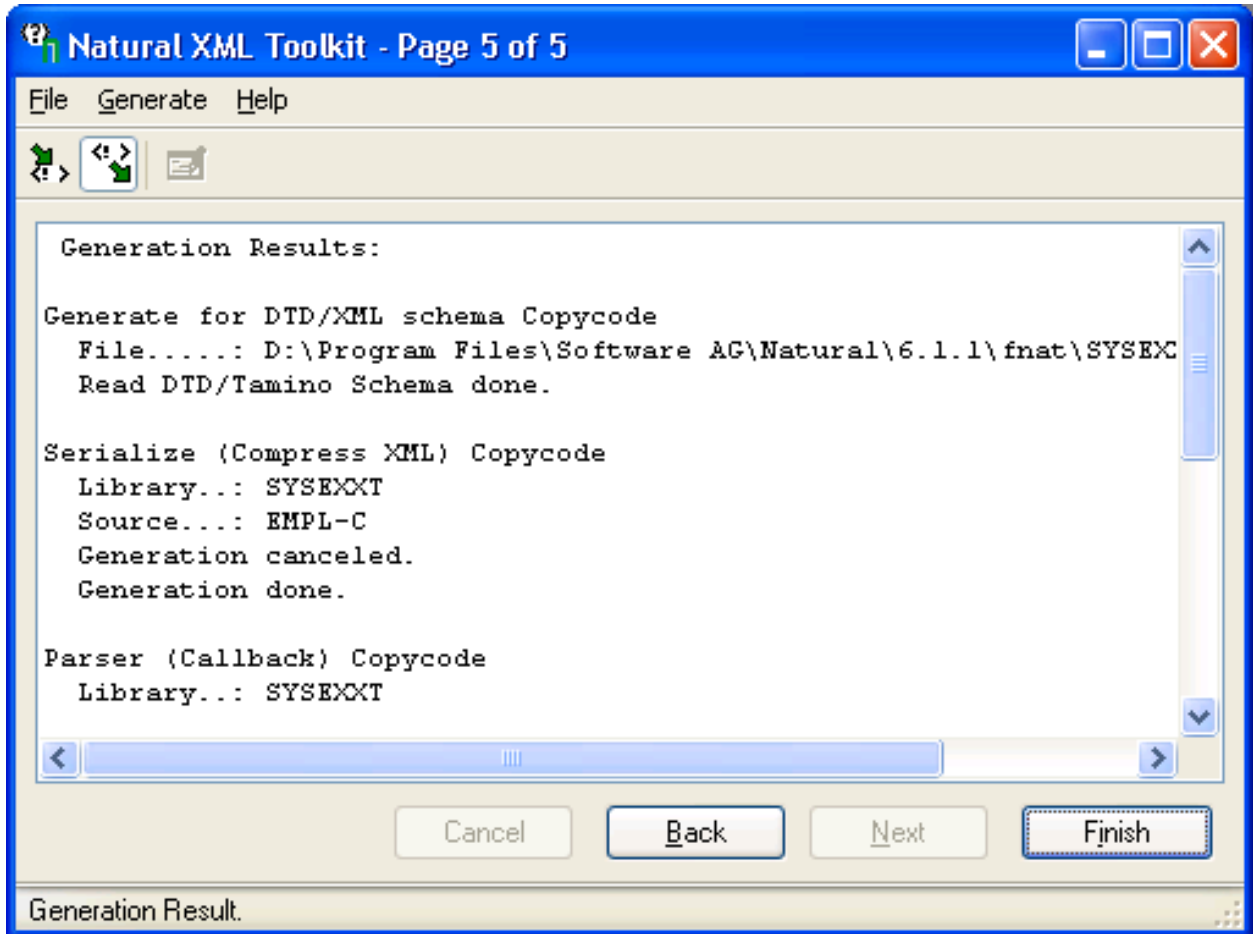 Natural XML Toolkit - Page 5 of 5
File Generate Help
Generation Results:
Generate for DTD/XML schema Copycode
File.....: D:\Program Files\Software AG\Natural\6.1.1\fnat\SYSEX
Read DTD/Tamino Schema done.
Serialize (Compress XML) Copycode
Library..: SYSEXXT
Source...: EMPL-C
Generation canceled.
Generation done.
Parser (Callback) Copycode
Library..: SYSEXXT
Cancel Back Next Finish
Generation Result.